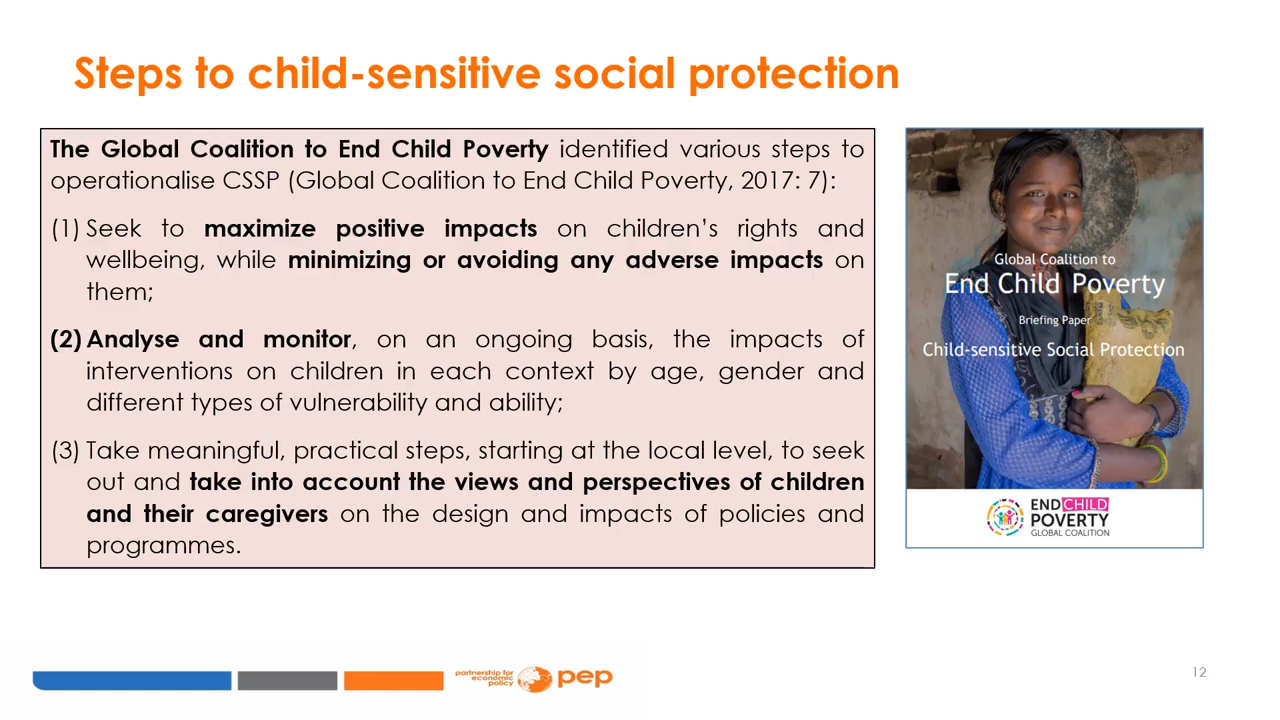 Steps to child-sensitive social protection
The Global Coalition to End Child Poverty identified various steps to
operationalise CSSP (Global Coalition to End Child Poverty, 2017: 7):
(1) Seek to maximize positive impacts on children’s rights and
wellbeing, while minimizing or avoiding any adverse impacts on
them;
(2) Analyse and monitor, on an ongoing basis, the impacts of
interventions on children in each context by age, gender and
different types of vulnerability and ability;
(3) Take meaningful, practical steps, starting at the local level, to seek
out and take into account the views and perspectives of children
and their caregivers on the design and impacts of policies and
programmes.
Global Coalition to
End Child Poverty
Briefing Paper
Child-sensitive Social Protection
END CHILD
POVERTY
GLOBAL COALITION
partnership for
economic
policy
pep
12